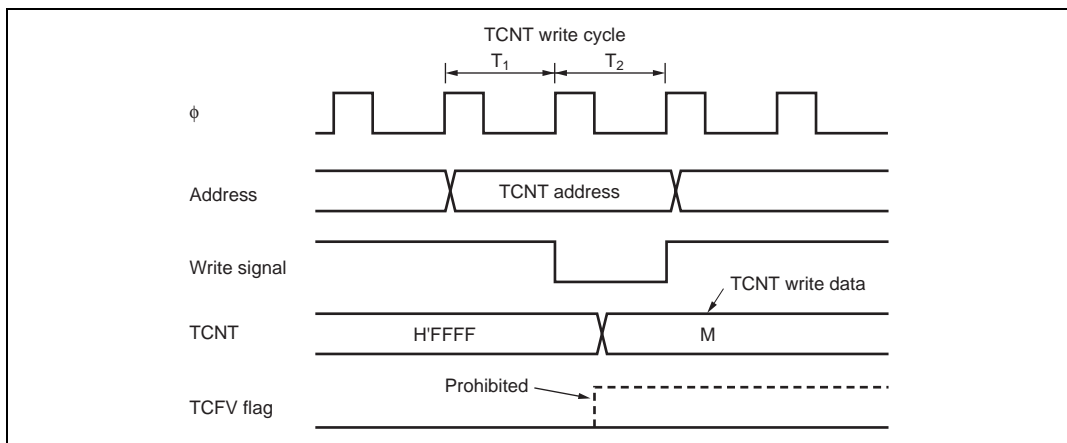 TCNT write cycle
T1 T2
φ
Address TCNT address
Write signal
TCNT write data
TCNT H'FFFF M
Prohibited
TCFV flag